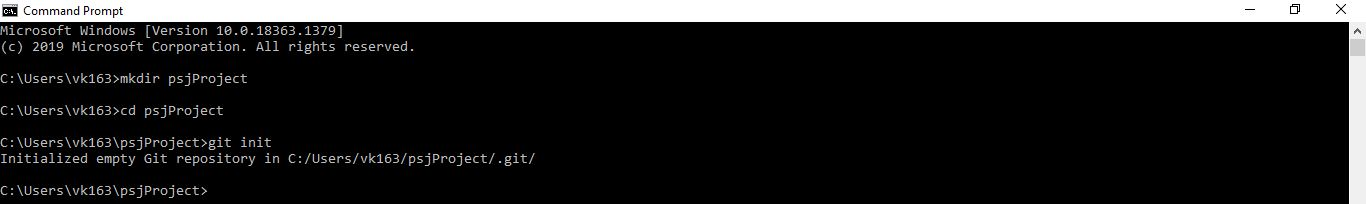 Command Prompt
Microsoft Windows [Version 10.0.18363.1379]
(c) 2019 Microsoft Corporation. All rights reserved.
C:\Users\vk163>mkdir psjProject
C:\Users\vk163>cd psjProject
C:\Users\vk163\psjProject>git init
Initialized empty Git repository in C:/Users/vk163/psjProject/.git/
C:\Users\vk163\psjProject>